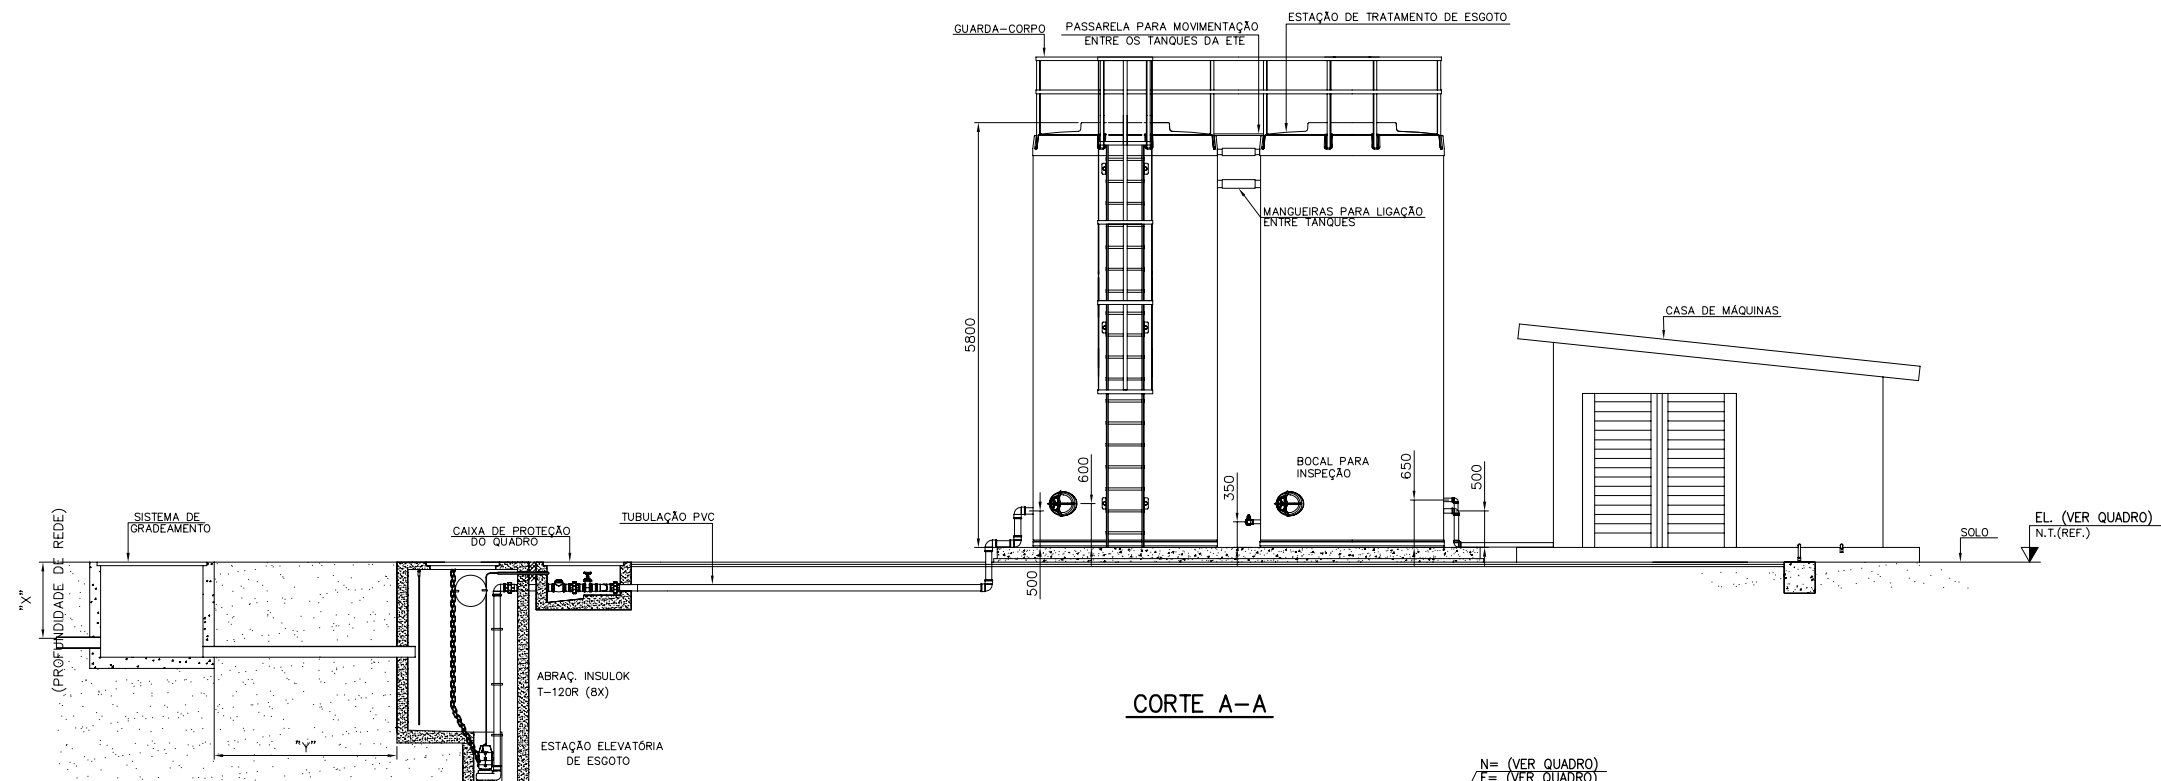 ESTAÇÃO DE TRATAMENTO DE ESGOTO
GUARDA-CORPO
PASSARELA PARA MOVIMENTAÇÃO
ENTRE OS TANQUES DA ETE
MANGUEIRAS PARA LIGAÇÃO
ENTRE TANQUES
5800
CASA DE MÁQUINAS
600
350
BOCAL PARA
INSPEÇÃO
650
500
"X"
(PROFUNDIDADE DE REDE)
SISTEMA DE
GRADEAMENTO
CAIXA DE PROTEÇÃO
DO QUADRO
TUBULAÇÃO PVC
500
SOLO
EL. (VER QUADRO)
N.T.(REF.)
ABRAÇ. INSULOK
T-120R (8X)
CORTE A-A
"Y"
ESTAÇÃO ELEVATÓRIA
DE ESGOTO
N= (VER QUADRO)
E= (VER QUADRO)